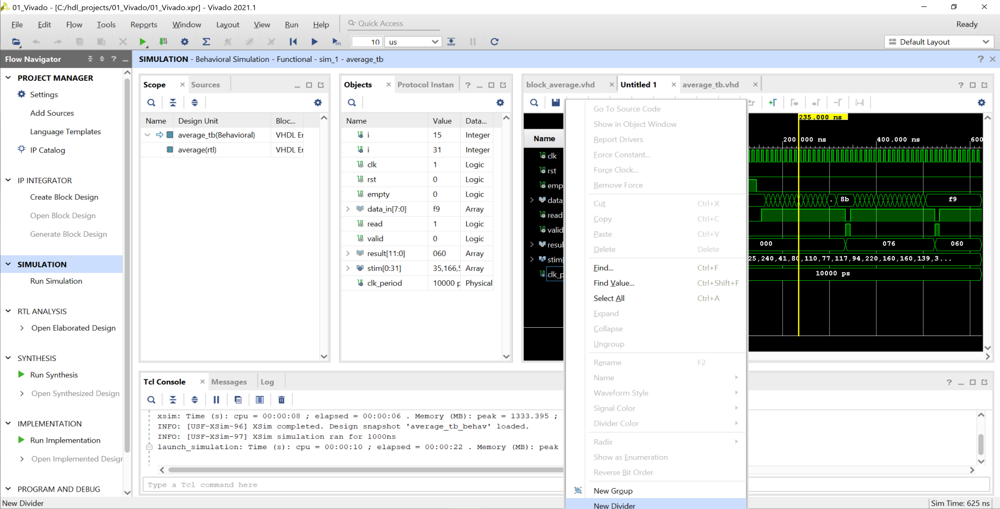 01_Vivado - [C:/hdl_projects/01_Vivado/01_Vivado.xpr] - Vivado 2021.1
File Edit Flow Tools Reports Window Layout View Run Help Quick Access Ready
10 us Default Layout
Flow Navigator
PROJECT MANAGER
Settings
Add Sources
Language Templates
IP Catalog
IP INTEGRATOR
Create Block Design
Open Block Design
Generate Block Design
SIMULATION
Run Simulation
RTL ANALYSIS
Open Elaborated Design
SYNTHESIS
Run Synthesis
Open Synthesized Design
IMPLEMENTATION
Run Implementation
Open Implemented Desigr
PROGRAM AND DEBUG
SIMULATION - Behavioral Simulation - Functional - sim_1 - average_tb
Scope Sources
Name Design Unit Bloc...
average_tb(Behavioral) VHDL Er
average(rtl) VHDL Er
Objects Protocol Instan
Name Value Data...
i 15 Integer
i 31 Integer
clk 1 Logic
rst 0 Logic
empty 0 Logic
data_in[7:0] f9 Array
read 1 Logic
valid 0 Logic
result[11:0] 060 Array
stim[0:31] 35,166,5 Array
clk_period 10000 p Physical
block_average.vhd Untitled 1 average_tb.vhd
Name
clk
rst
emp
data_
read
valid
resul
stim[
clk_p
235.000 ns
200.000 ns 400.000 ns 600
8b f9
000 076 060
25,240,41,80,110,77,117,94,220,160,160,139,3...
10000 ps
Go To Source Code
Show in Object Window
Report Drivers
Force Constant...
Force Clock...
Remove Force
Cut Ctrl+X
Copy Ctrl+C
Paste Ctrl+V
Delete Delete
Find... Ctrl+F
Find Value... Ctrl+Shift+F
Select All Ctrl+A
Expand
Collapse
Ungroup
Rename F2
Name
Waveform Style
Signal Color
Divider Color
Radix
Show as Enumeration
Reverse Bit Order
New Group
New Divider
Tcl Console Messages Log
xsim: Time (s): cpu = 00:00:08 ; elapsed = 00:00:06 . Memory (MB): peak = 1333.395 ;
INFO: [USF-XSim-96] XSim completed. Design snapshot 'average_tb_behav' loaded.
INFO: [USF-XSim-97] XSim simulation ran for 1000ns
launch_simulation: Time (s): cpu = 00:00:10 ; elapsed = 00:00:22 . Memory (MB): peak
Type a Tcl command here
New Divider
Sim Time: 625 ns